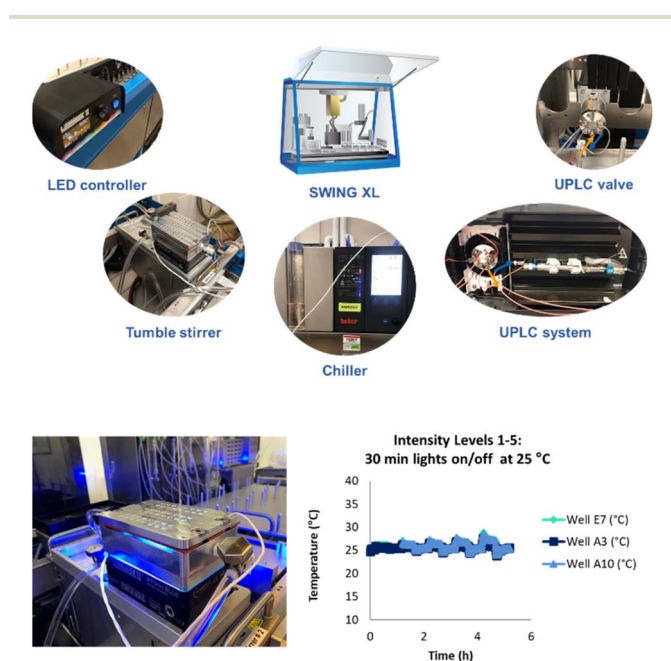 LED controller
SWING XL
UPLC valve
Tumble stirrer
huber
Chiller
UPLC system
Intensity Levels 1-5:
30 min lights on/off at 25 °C
Temperature (°C)
40
35
30
25
20
15
10
0
2
4
6
Time (h)
Well E7 (°C)
Well A3 (°C)
Well A10 (°C)